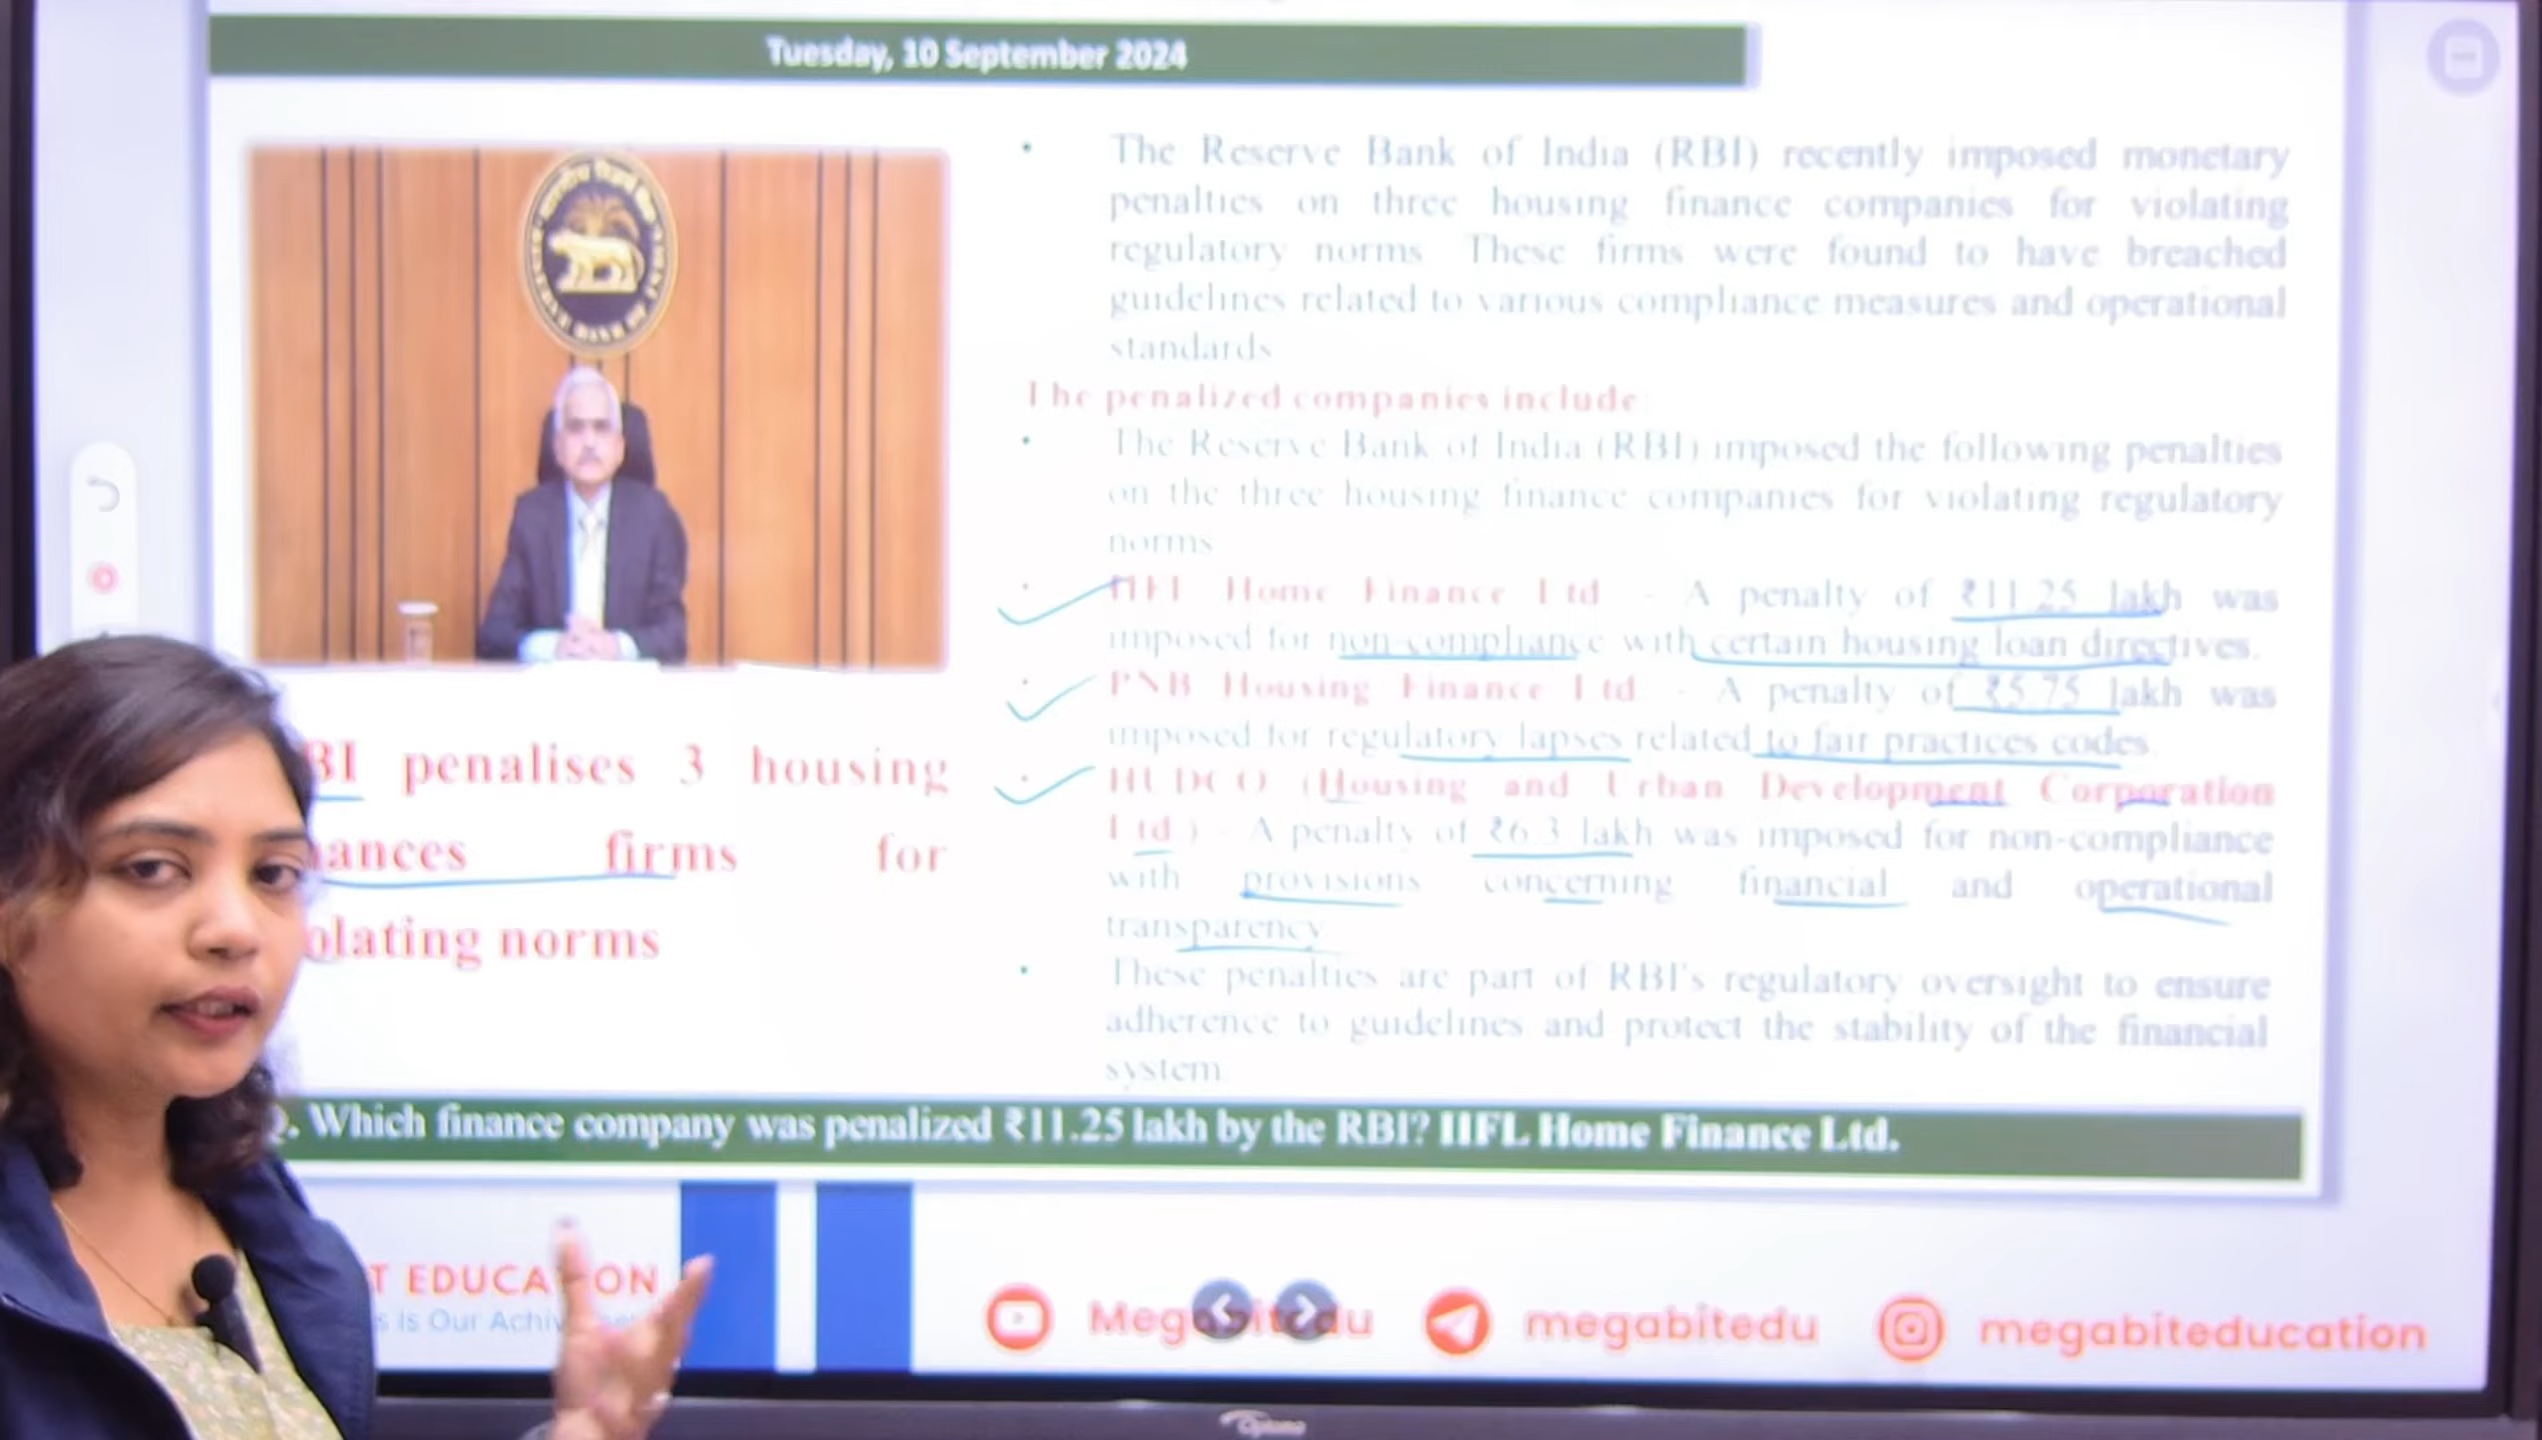 Tuesday, 10 September 2024
The Reserve Bank of India (RBI) recently imposed monetary
penalties on three housing finance companies for violating
regulatory norms These firms were found to have breached
guidelines related to various compliance measures and operational
standards
The penalized companies include:
The Reserve Bank of India (RBI) imposed the following penalties
on the three housing finance companies for violating regulatory
norms
IIFL Home Finance Ltd - A penalty of ₹11.25 lakh was
imposed for non-compliance with certain housing loan directives.
PNB Housing Finance Ltd - A penalty of ₹5.75 lakh was
imposed for regulatory lapses related to fair practices codes.
HUDCO (Housing and Urban Development Corporation
Ltd.) - A penalty of ₹6.3 lakh was imposed for non-compliance
with provisions concerning financial and operational
transparency
These penalties are part of RBI's regulatory oversight to ensure
adherence to guidelines and protect the stability of the financial
system
BI penalises 3 housing
ances firms for
olating norms
. Which finance company was penalized ₹11.25 lakh by the RBI? IIFL Home Finance Ltd.
T EDUCATION
s Is Our
Megabitedu
megabitedu
megabiteducation
Optoma